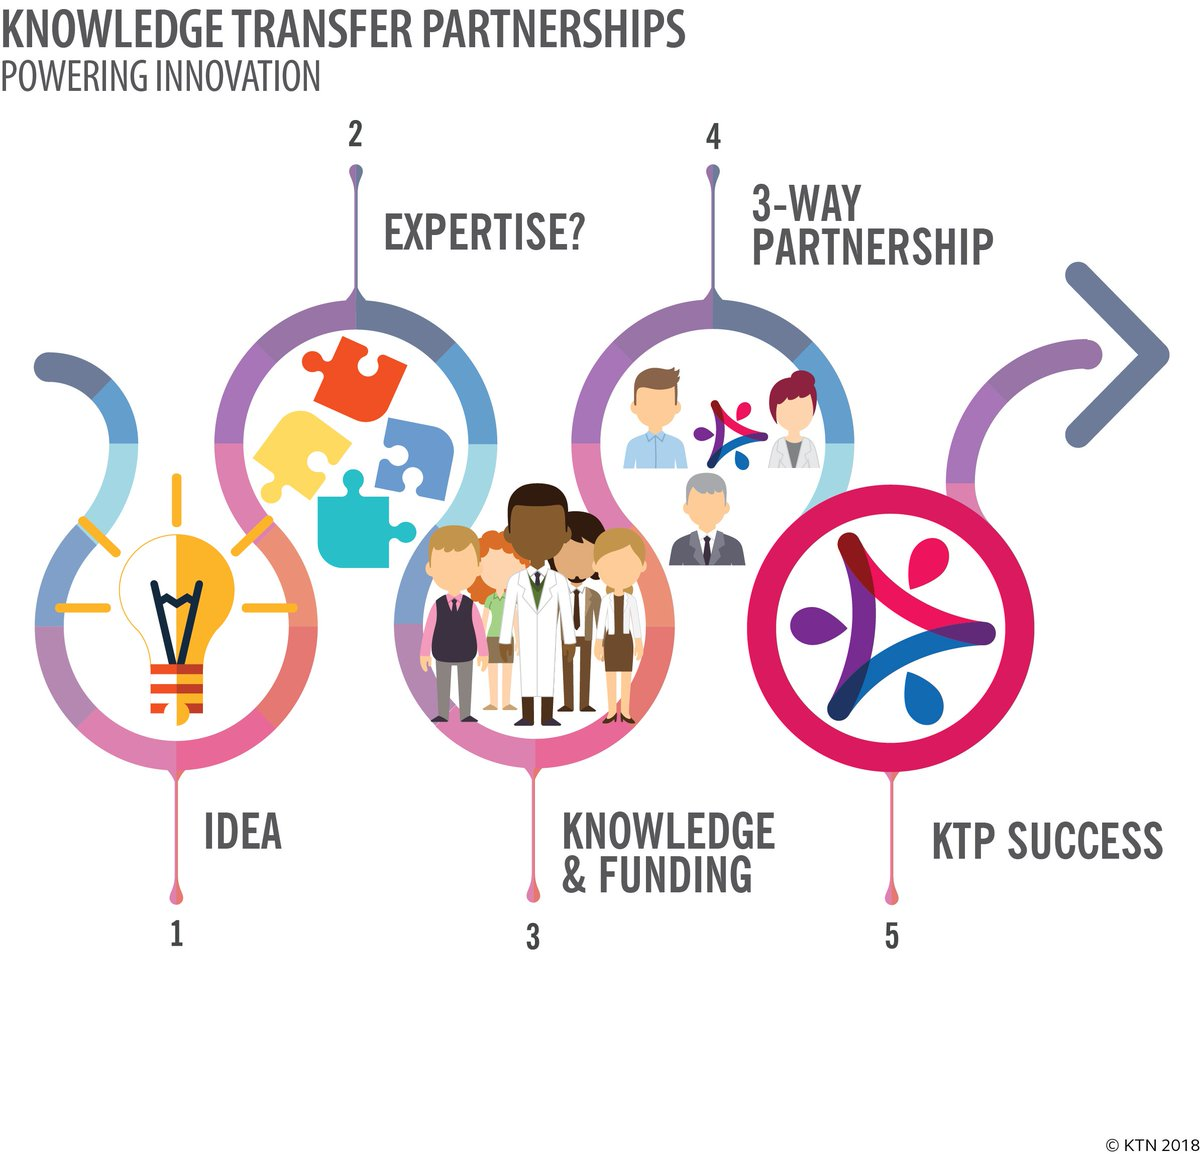 KNOWLEDGE TRANSFER PARTNERSHIPS
POWERING INNOVATION
2
EXPERTISE?
4
3-WAY
PARTNERSHIP
IDEA
1
KNOWLEDGE
& FUNDING
3
KTP SUCCESS
5
© KTN 2018